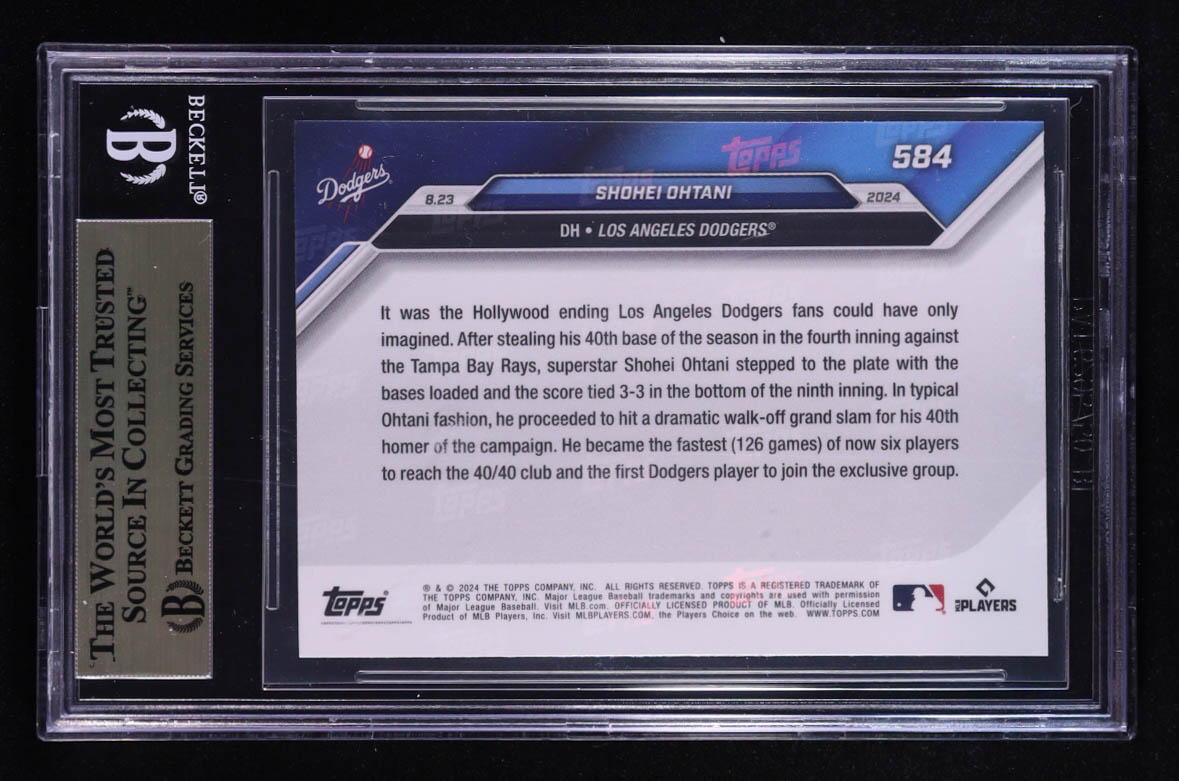 BECKETT®
B
THE WORLD'S MOST TRUSTED
SOURCE IN COLLECTING™
B BECKETT GRADING SERVICES
Dodgers
Topps
584
8.23
SHOHEI OHTANI
2024
DH • LOS ANGELES DODGERS®
It was the Hollywood ending Los Angeles Dodgers fans could have only
imagined. After stealing his 40th base of the season in the fourth inning against
the Tampa Bay Rays, superstar Shohei Ohtani stepped to the plate with the
bases loaded and the score tied 3-3 in the bottom of the ninth inning. In typical
Ohtani fashion, he proceeded to hit a dramatic walk-off grand slam for his 40th
homer of the campaign. He became the fastest (126 games) of now six players
to reach the 40/40 club and the first Dodgers player to join the exclusive group.
Topps®
® & © 2024 THE TOPPS COMPANY, INC. ALL RIGHTS RESERVED. TOPPS IS A REGISTERED TRADEMARK OF
THE TOPPS COMPANY, INC. Major League Baseball trademarks and copyrights are used with permission
of Major League Baseball. Visit MLB.com. OFFICIALLY LICENSED PRODUCT OF MLB. Officially Licensed
Product of MLB Players, Inc. Visit MLBPLAYERS.COM, the Players Choice on the web. WWW.TOPPS.COM
MLB PLAYERS